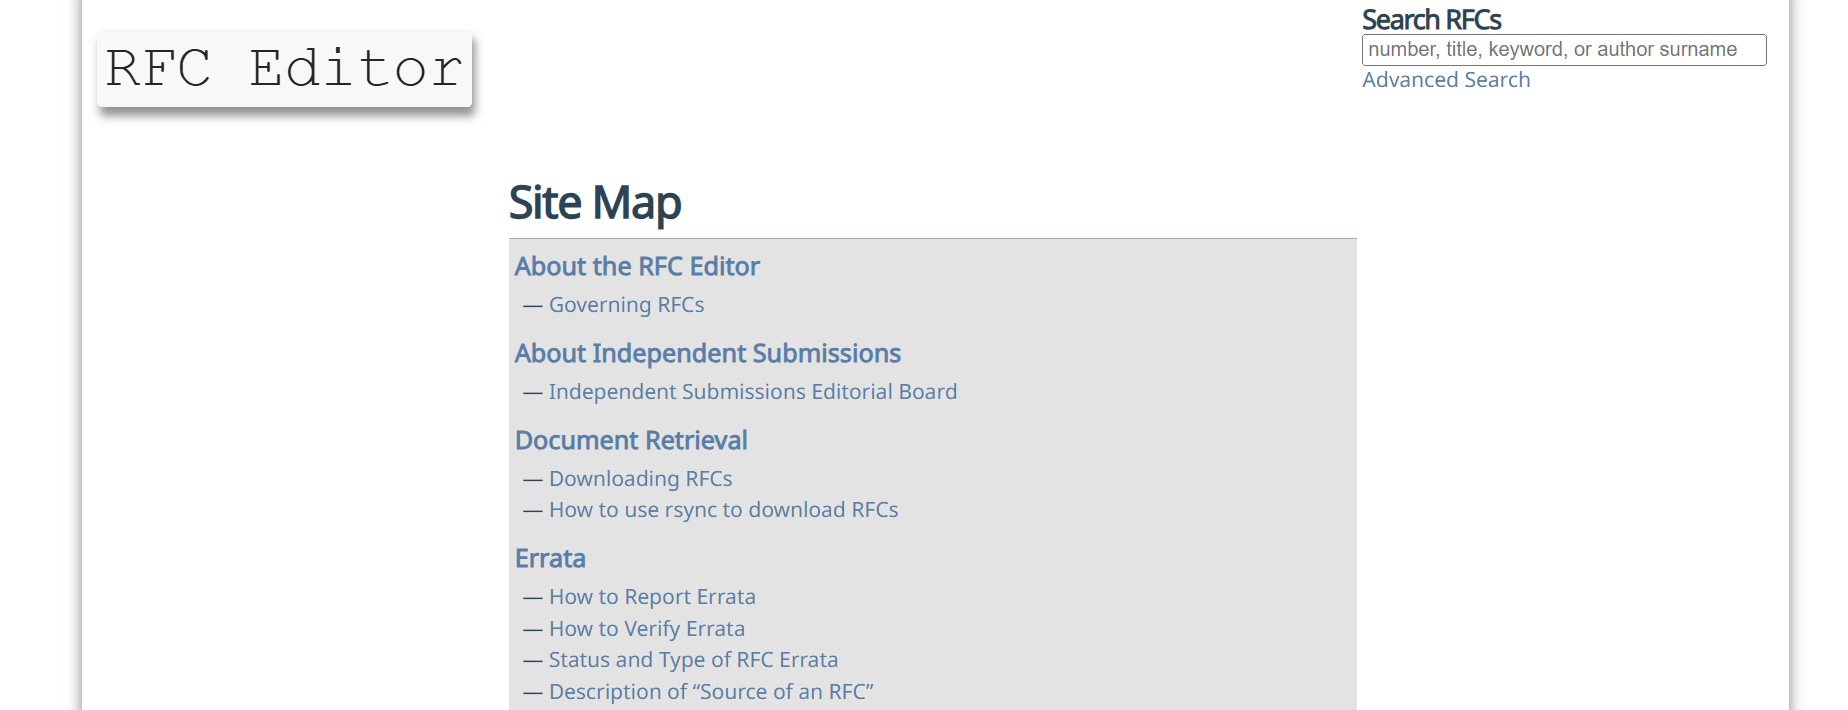 RFC Editor
Search RFCs
number, title, keyword, or author surname
Advanced Search
Site Map
About the RFC Editor
— Governing RFCs
About Independent Submissions
— Independent Submissions Editorial Board
Document Retrieval
— Downloading RFCs
— How to use rsync to download RFCs
Errata
— How to Report Errata
— How to Verify Errata
— Status and Type of RFC Errata
— Description of “Source of an RFC”